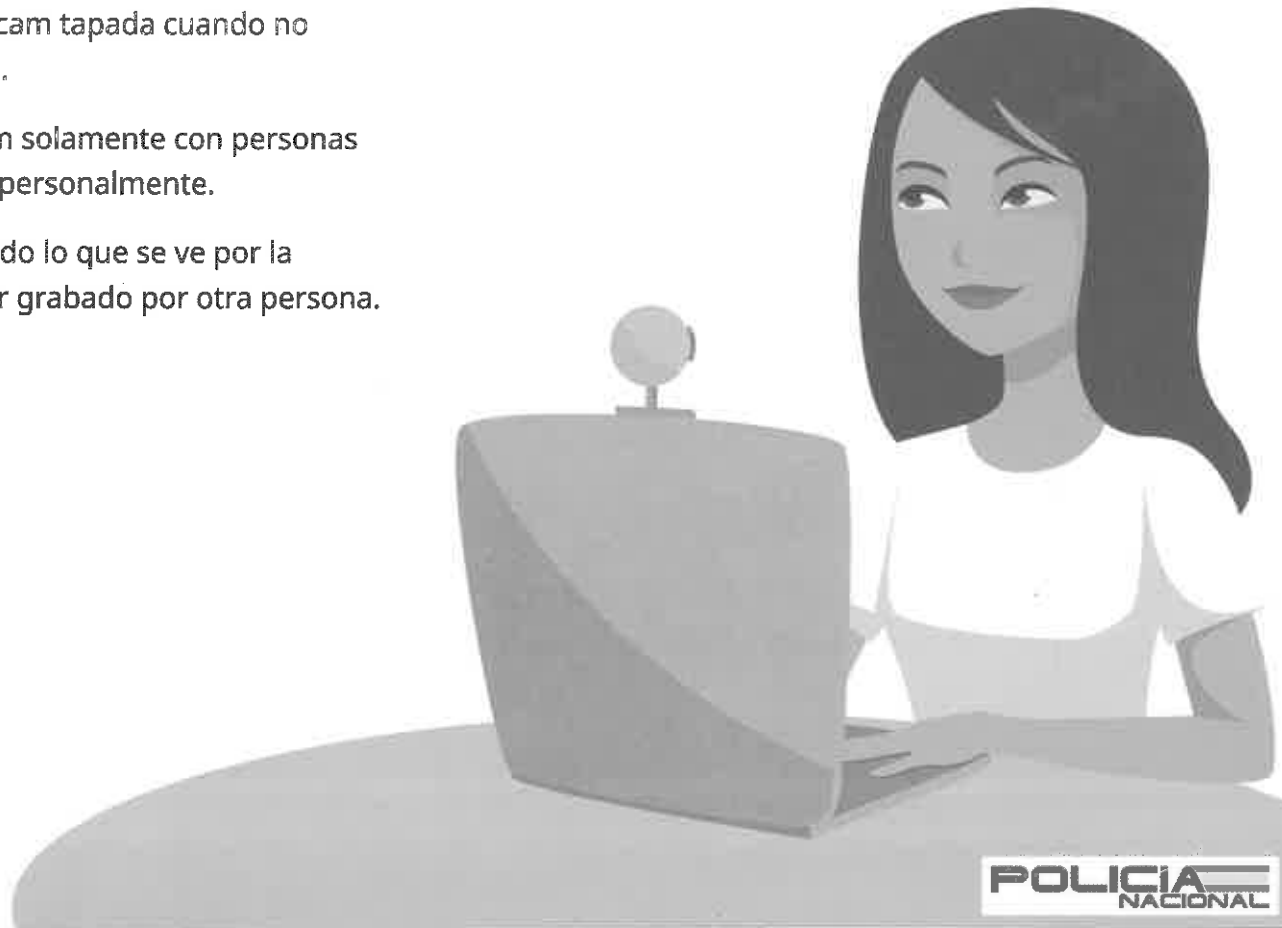 cam tapada cuando no
.
m solamente con personas
personalmente.
do lo que se ve por la
r grabado por otra persona.
POLICÍA
NACIONAL